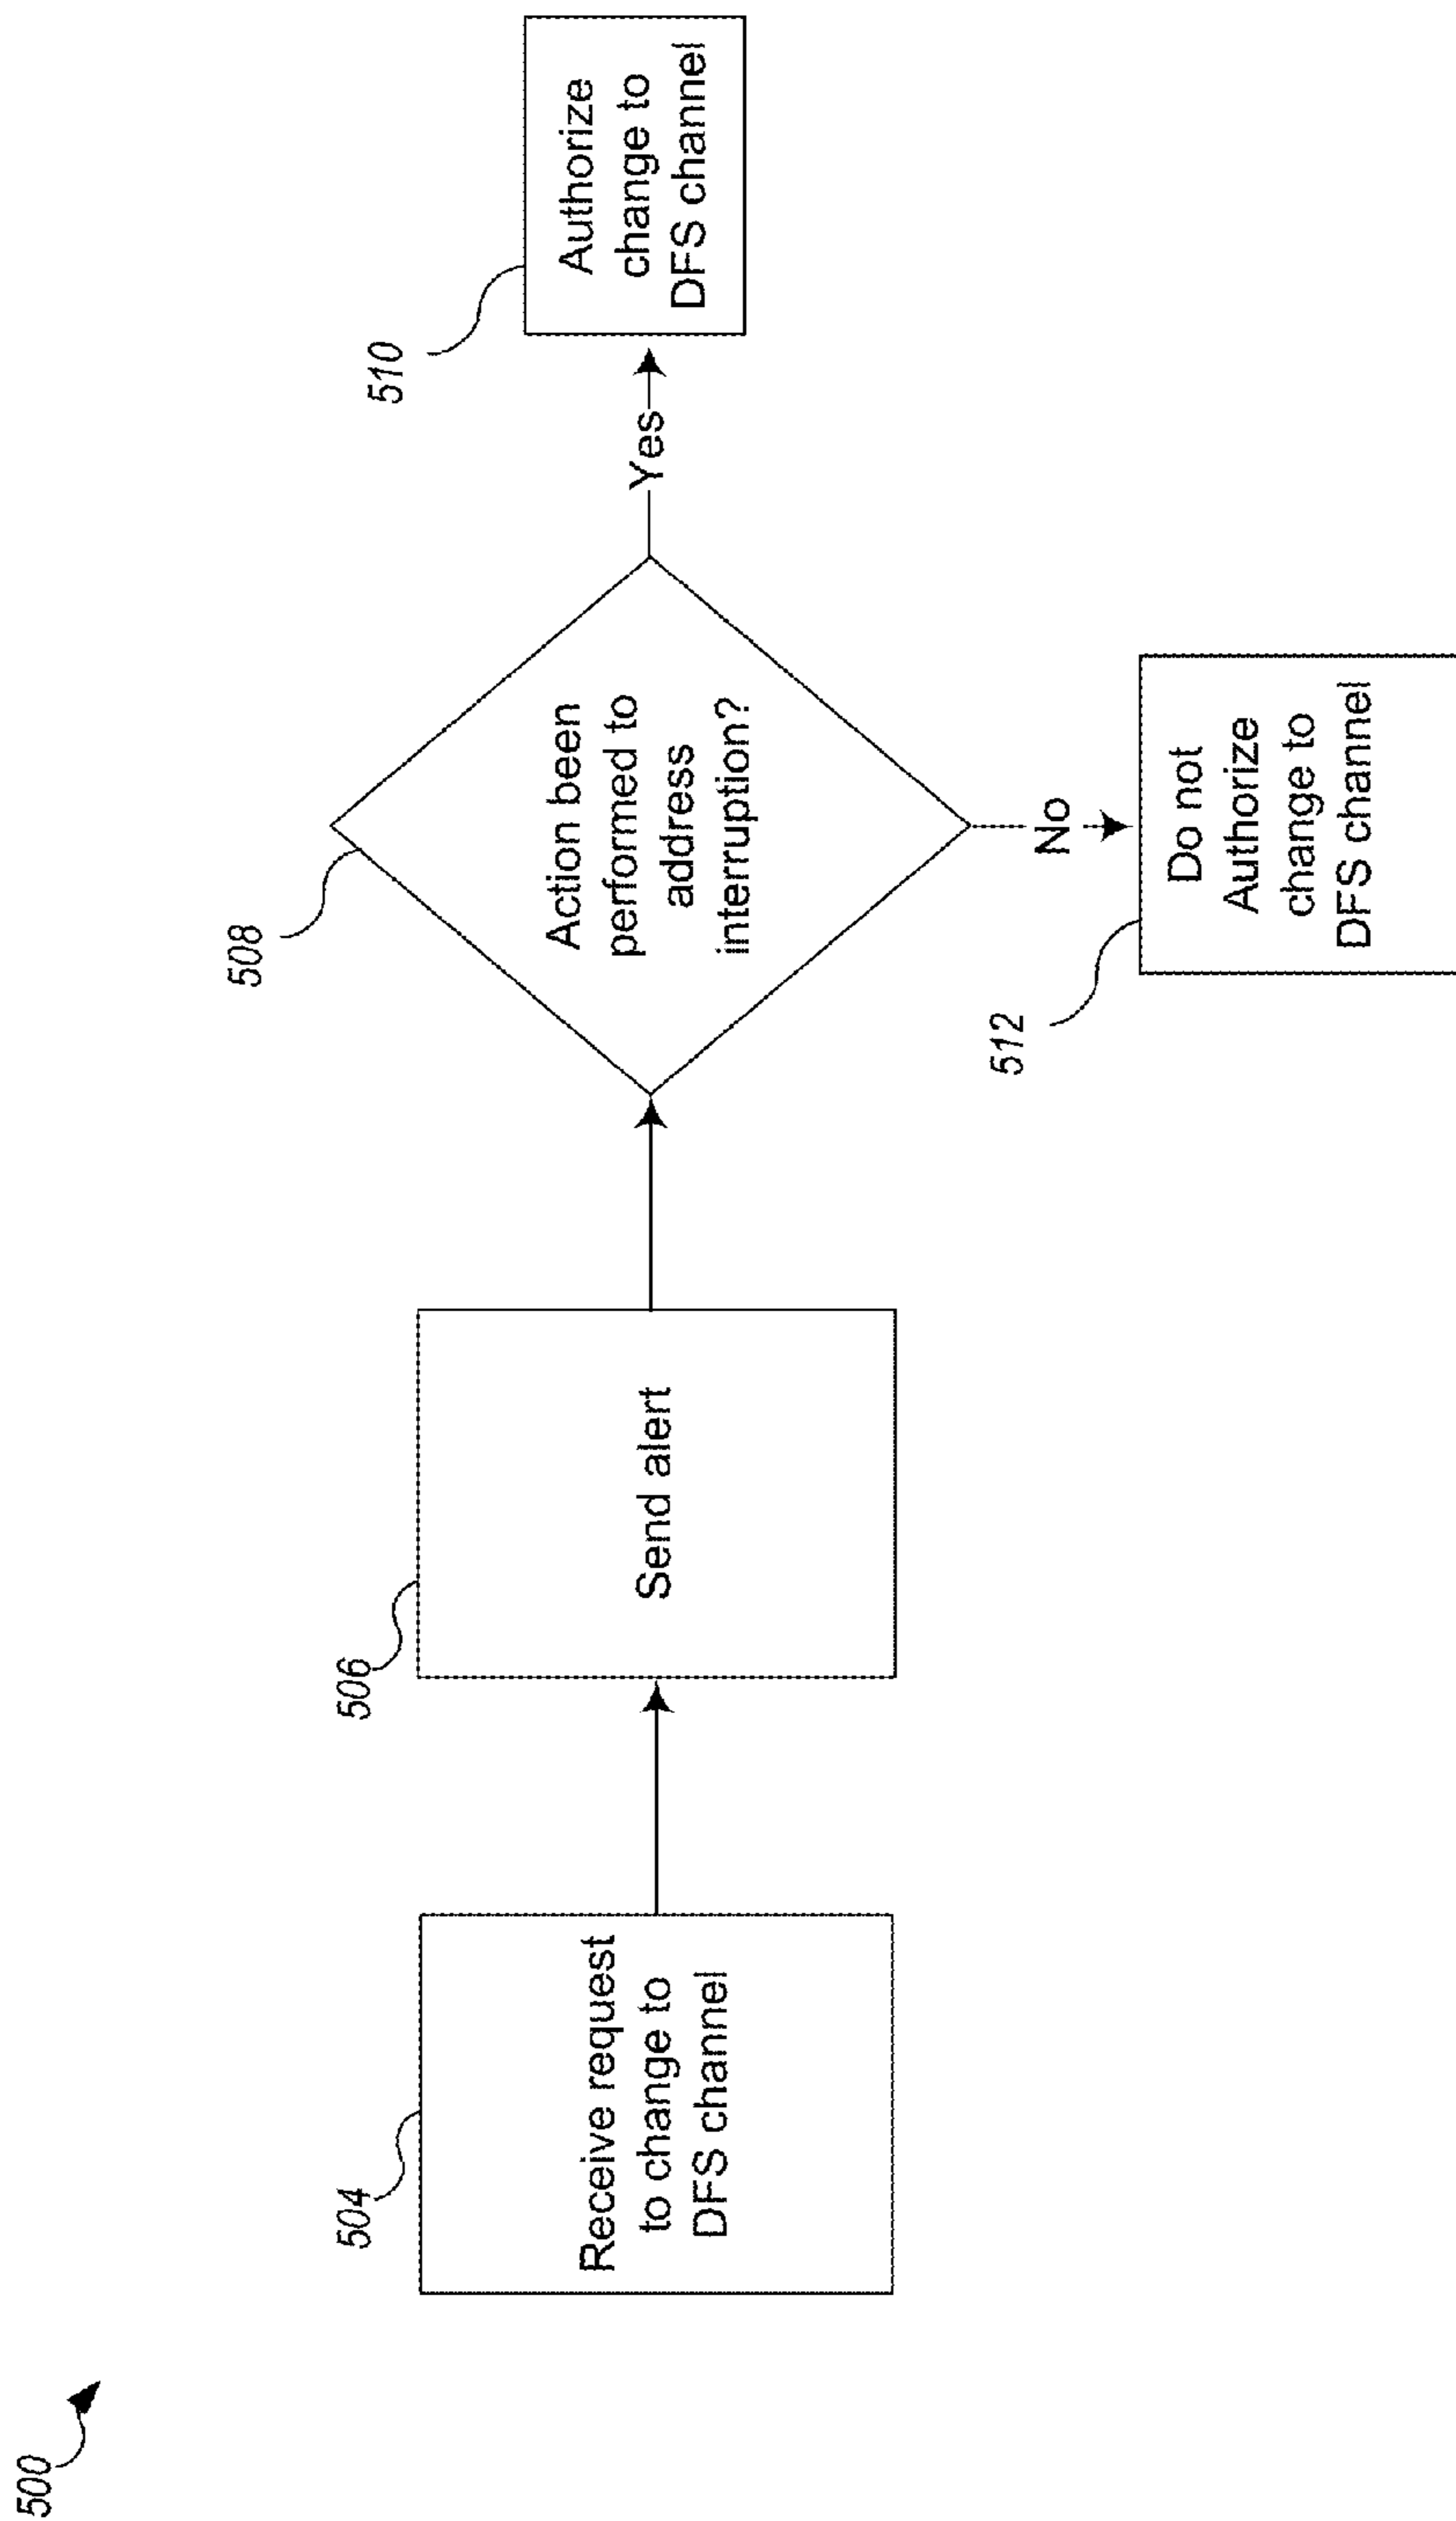 500
504
Receive request
to change to
DFS channel
506
Send alert
508
Action been
performed to
address
interruption?
Yes
510
Authorize
change to
DFS channel
No
512
Do not
Authorize
change to
DFS channel